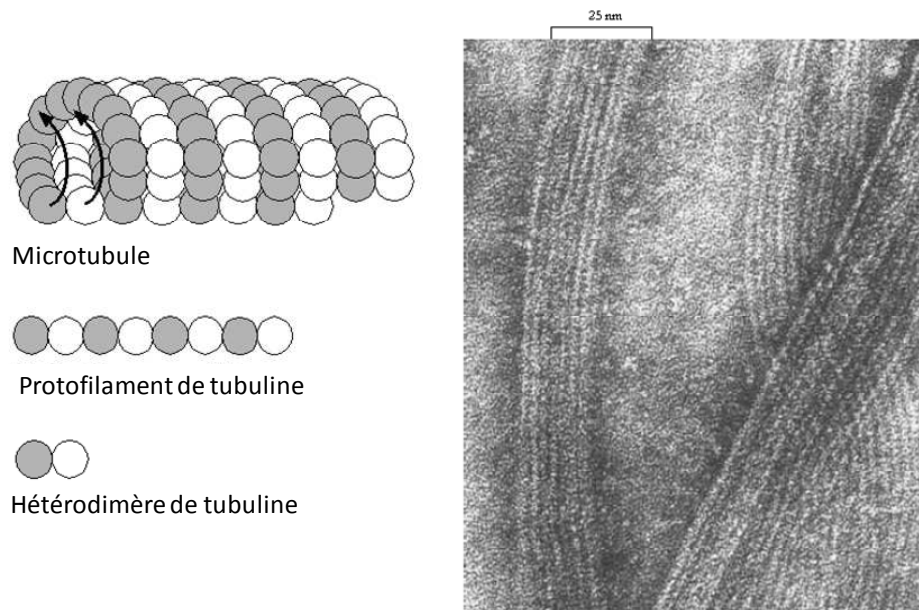 25 nm
Microtubule
Protofilament de tubuline
Hétérodimère de tubuline